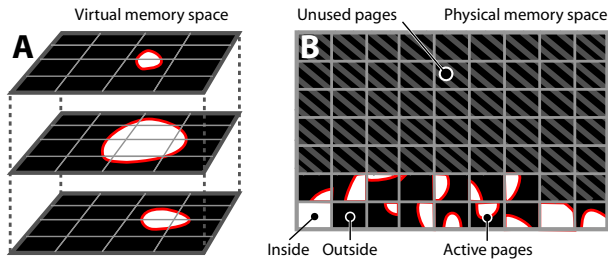 Virtual memory space
Unused pages
Physical memory space
A
B
Inside
Outside
Active pages